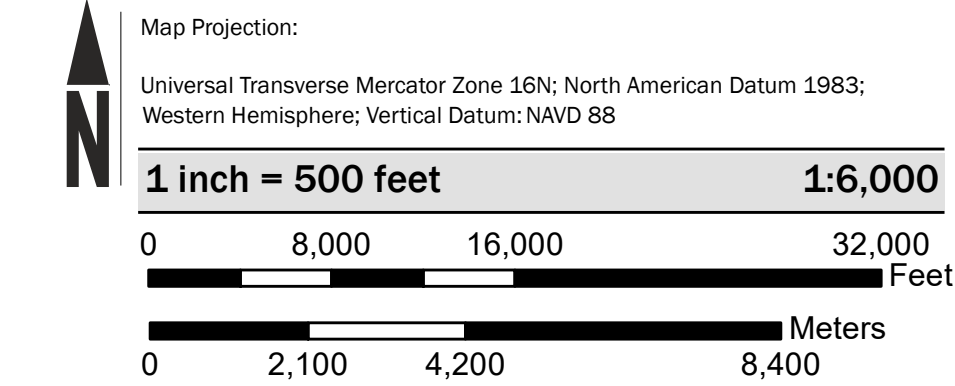 N
Map Projection:
Universal Transverse Mercator Zone 16N; North American Datum 1983;
Western Hemisphere; Vertical Datum: NAVD 88
1 inch = 500 feet 1:6,000
0 8,000 16,000 32,000
Feet
Meters
0 2,100 4,200 8,400